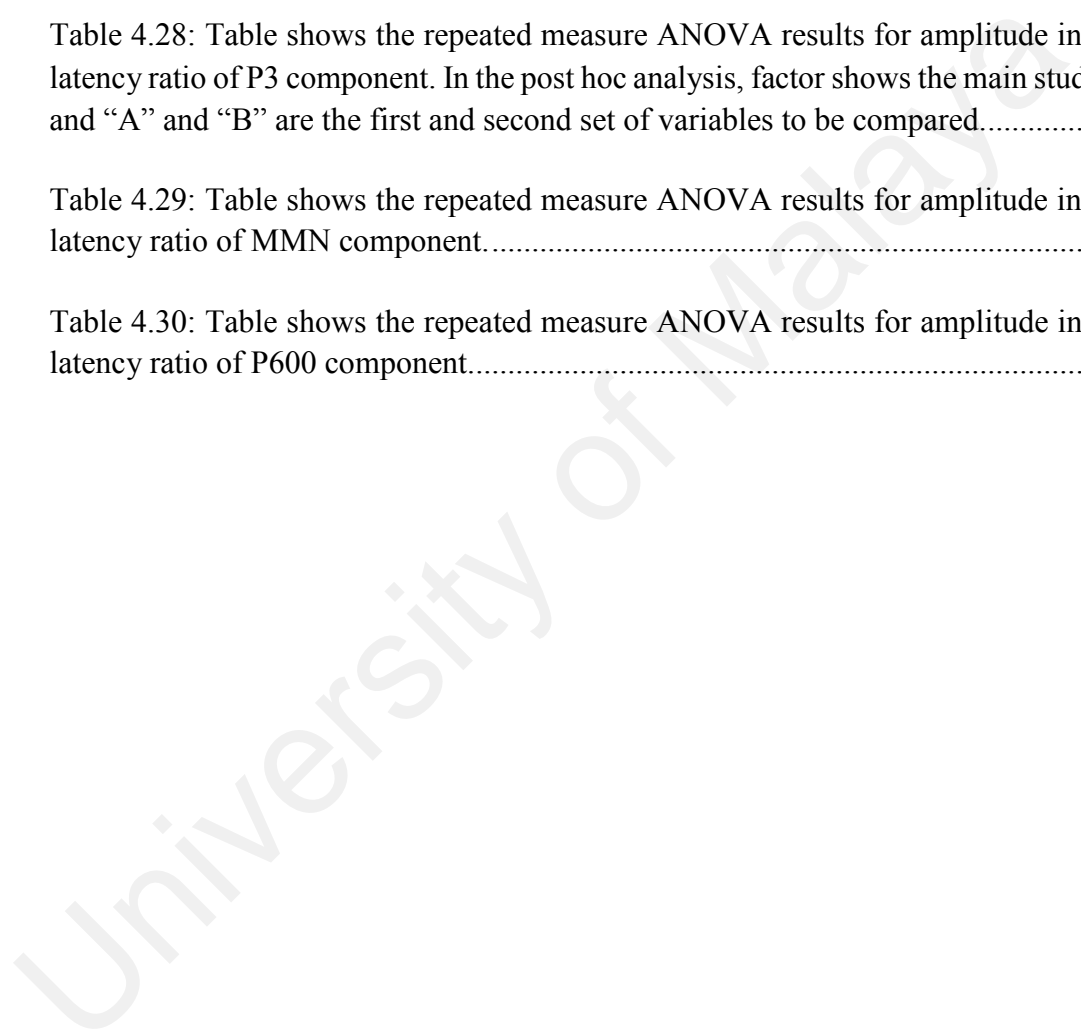 Table 4.28: Table shows the repeated measure ANOVA results for amplitude in
latency ratio of P3 component. In the post hoc analysis, factor shows the main stud
and “A” and “B” are the first and second set of variables to be compared.............
Table 4.29: Table shows the repeated measure ANOVA results for amplitude in
latency ratio of MMN component..........................................................................
Table 4.30: Table shows the repeated measure ANOVA results for amplitude in
latency ratio of P600 component...........................................................................
University of Malaya